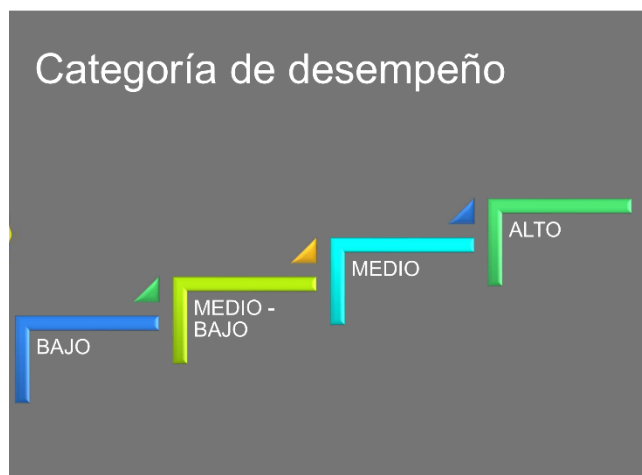 Categoría de desempeño
ALTO
MEDIO
MEDIO -
BAJO
BAJO